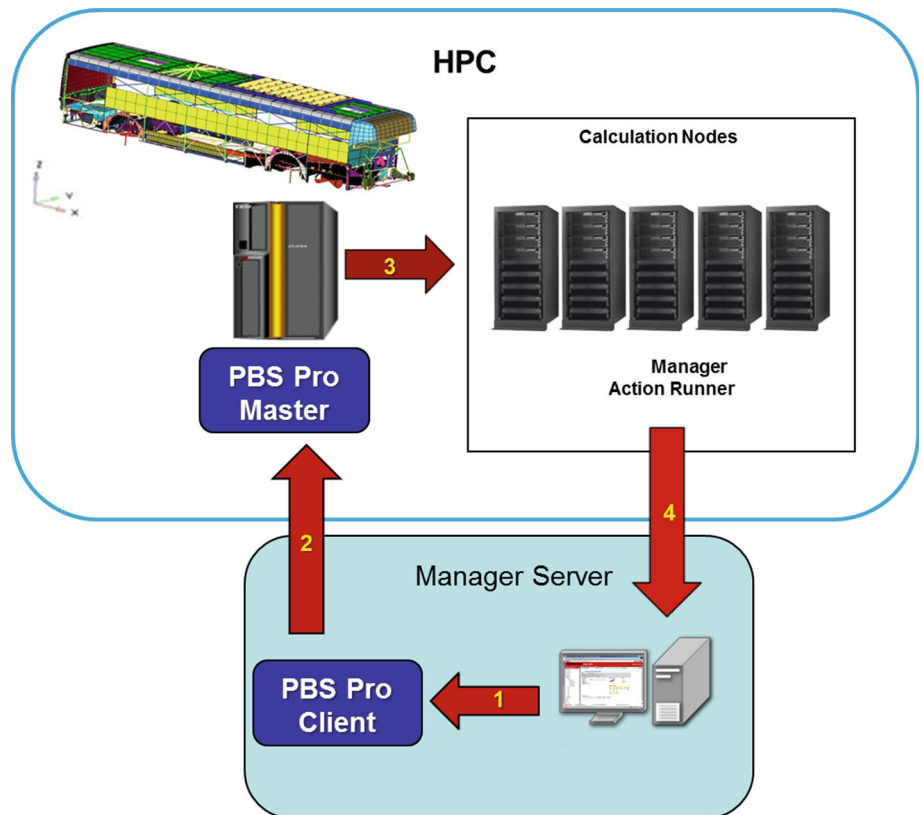 HPC
Z
Y
X
Calculation Nodes
3
Manager
Action Runner
PBS Pro
Master
2
4
Manager Server
PBS Pro
Client
1